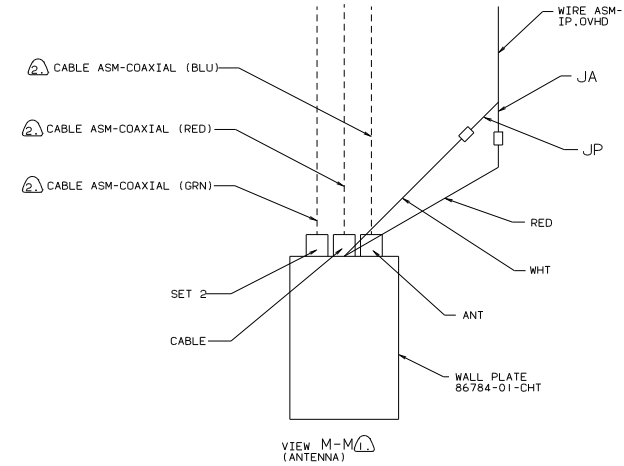 WIRE ASM-
IP.OVHD
2. CABLE ASM-COAXIAL (BLU)
JA
2. CABLE ASM-COAXIAL (RED)
JP
2. CABLE ASM-COAXIAL (GRN)
RED
WHT
SET 2
ANT
CABLE
WALL PLATE
86784-01-CHT
VIEW M-M 1.
(ANTENNA)